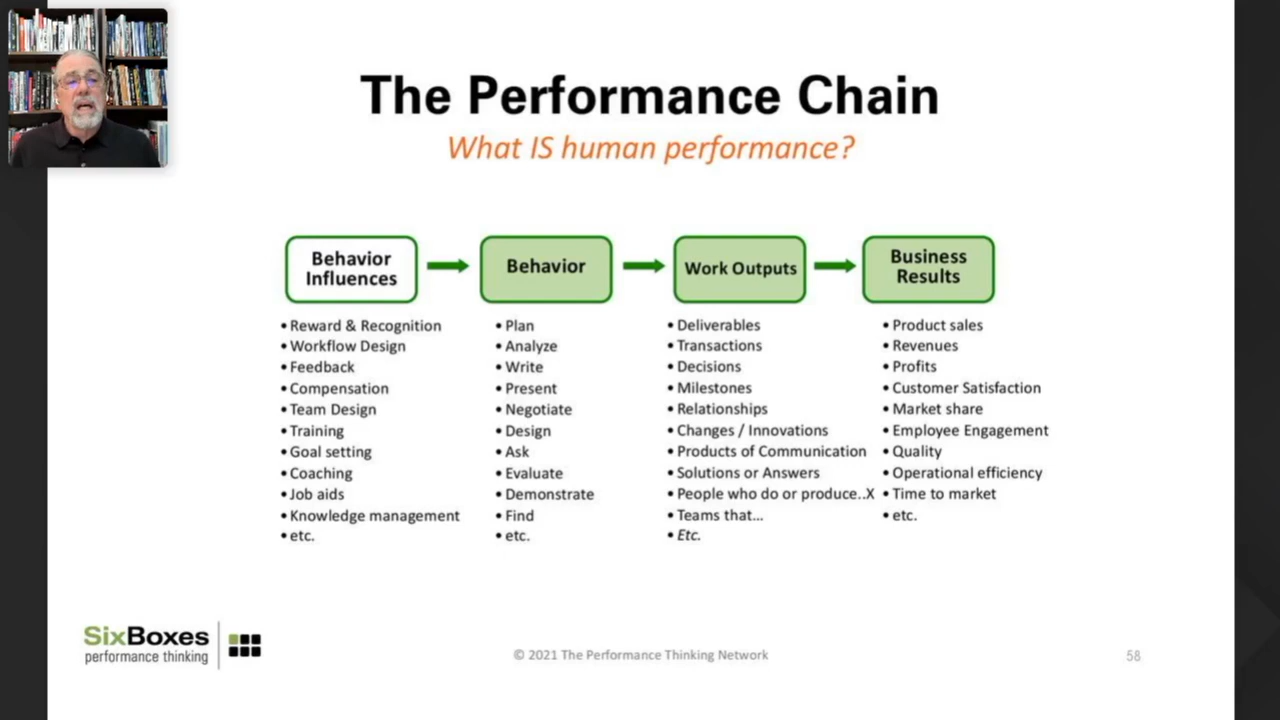 The Performance Chain
What IS human performance?
Behavior
Influences
Behavior
Work Outputs
Business
Results
• Reward & Recognition
• Workflow Design
• Feedback
• Compensation
• Team Design
• Training
• Goal setting
• Coaching
• Job aids
• Knowledge management
• etc.
• Plan
• Analyze
• Write
• Present
• Negotiate
• Design
• Ask
• Evaluate
• Demonstrate
• Find
• etc.
• Deliverables
• Transactions
• Decisions
• Milestones
• Relationships
• Changes / Innovations
• Products of Communication
• Solutions or Answers
• People who do or produce..X
• Teams that...
• Etc.
• Product sales
• Revenues
• Profits
• Customer Satisfaction
• Market share
• Employee Engagement
• Quality
• Operational efficiency
• Time to market
• etc.
SixBoxes
performance thinking
© 2021 The Performance Thinking Network
58